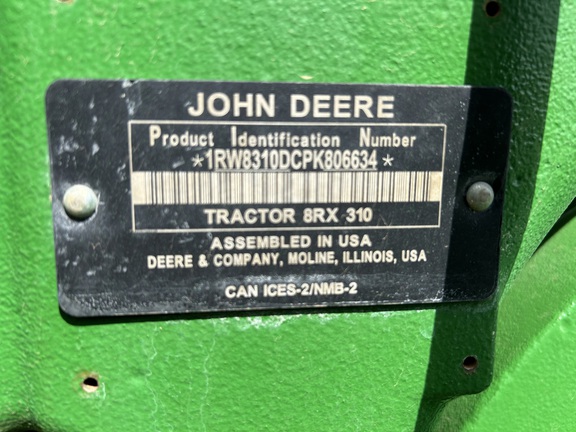 JOHN DEERE
Product Identification Number
*1RW8310DCPK806634*
TRACTOR 8RX 310
ASSEMBLED IN USA
DEERE & COMPANY, MOLINE, ILLINOIS, USA
CAN ICES-2/NMB-2